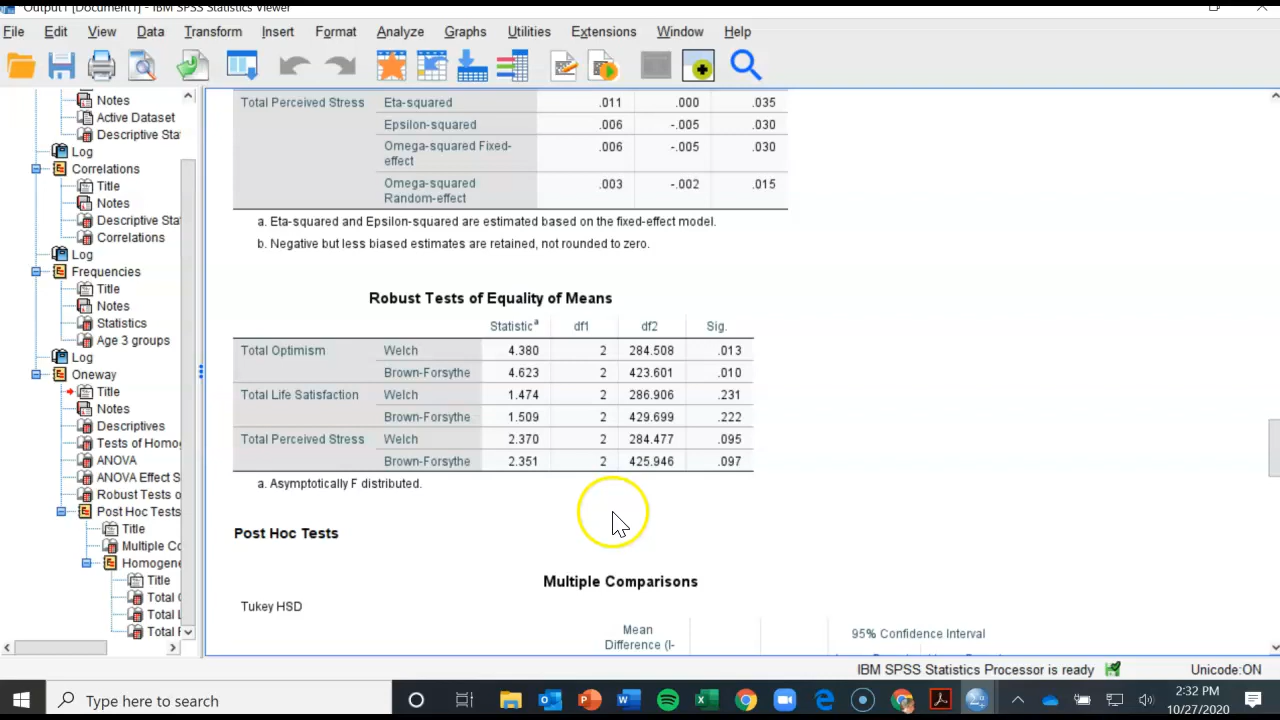 Output1 [Document1] - IBM SPSS Statistics Viewer
File Edit View Data Transform Insert Format Analyze Graphs Utilities Extensions Window Help
Notes
Active Dataset
Descriptive Sta
Log
Correlations
Title
Notes
Descriptive Sta
Correlations
Log
Frequencies
Title
Notes
Statistics
Age 3 groups
Log
Oneway
Title
Notes
Descriptives
Tests of Homog
ANOVA
ANOVA Effect S
Robust Tests o
Post Hoc Tests
Title
Multiple Co
Homogene
Title
Total
Total L
Total
Total Perceived Stress Eta-squared .011 .000 .035
Epsilon-squared .006 -.005 .030
Omega-squared Fixed-effect .006 -.005 .030
Omega-squared Random-effect .003 -.002 .015
a. Eta-squared and Epsilon-squared are estimated based on the fixed-effect model.
b. Negative but less biased estimates are retained, not rounded to zero.
Robust Tests of Equality of Means
Statistic a df1 df2 Sig.
Total Optimism Welch 4.380 2 284.508 .013
Brown-Forsythe 4.623 2 423.601 .010
Total Life Satisfaction Welch 1.474 2 286.906 .231
Brown-Forsythe 1.509 2 429.699 .222
Total Perceived Stress Welch 2.370 2 284.477 .095
Brown-Forsythe 2.351 2 425.946 .097
a. Asymptotically F distributed.
Post Hoc Tests
Multiple Comparisons
Tukey HSD
Mean
Difference (I-
95% Confidence Interval
IBM SPSS Statistics Processor is ready Unicode:ON
Type here to search
2:32 PM
10/27/2020